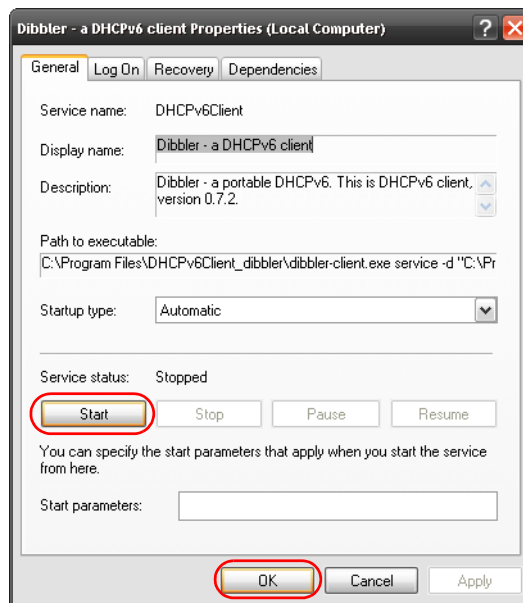 Dibbler - a DHCPv6 client Properties (Local Computer)
General Log On Recovery Dependencies
Service name: DHCPv6Client
Display name: Dibbler - a DHCPv6 client
Description: Dibbler - a portable DHCPv6. This is DHCPv6 client,
version 0.7.2.
Path to executable:
C:\Program Files\DHCPv6Client_dibbler\dibbler-client.exe service -d "C:\Pr
Startup type: Automatic
Service status: Stopped
Start Stop Pause Resume
You can specify the start parameters that apply when you start the service
from here.
Start parameters:
OK Cancel Apply